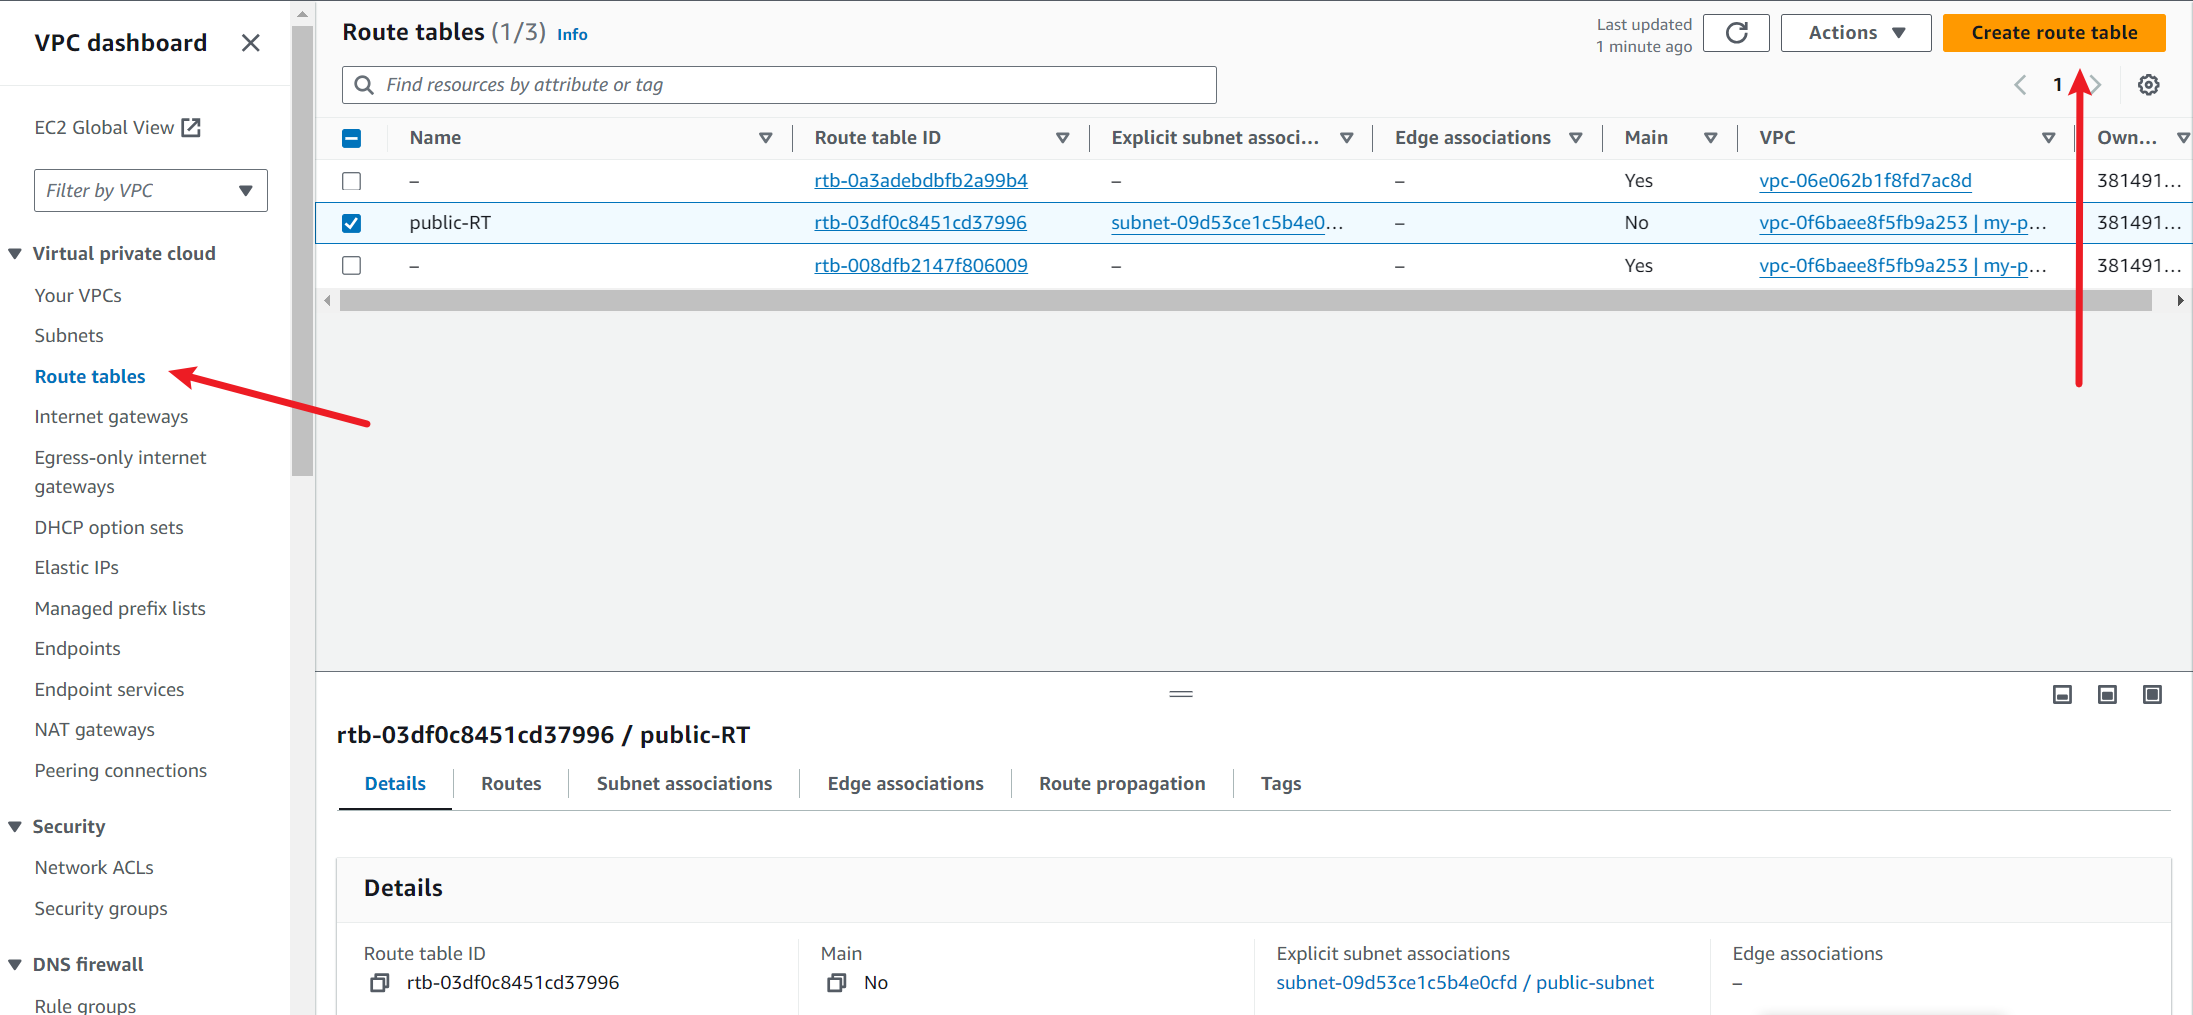 VPC dashboard
EC2 Global View
Filter by VPC
Virtual private cloud
Your VPCs
Subnets
Route tables
Internet gateways
Egress-only internet
gateways
DHCP option sets
Elastic IPs
Managed prefix lists
Endpoints
Endpoint services
NAT gateways
Peering connections
Security
Network ACLs
Security groups
DNS firewall
Rule groups
Route tables (1/3) Info
Last updated
1 minute ago
Actions
Create route table
Find resources by attribute or tag
1
Name Route table ID Explicit subnet associ... Edge associations Main VPC Own...
– rtb-0a3adebdbfb2a99b4 – – Yes vpc-06e062b1f8fd7ac8d 381491...
public-RT rtb-03df0c8451cd37996 subnet-09d53ce1c5b4e0... – No vpc-0f6baee8f5fb9a253 | my-p... 381491...
– rtb-008dfb2147f806009 – – Yes vpc-0f6baee8f5fb9a253 | my-p... 381491...
rtb-03df0c8451cd37996 / public-RT
Details Routes Subnet associations Edge associations Route propagation Tags
Details
Route table ID Main Explicit subnet associations Edge associations
rtb-03df0c8451cd37996 No subnet-09d53ce1c5b4e0cfd / public-subnet –